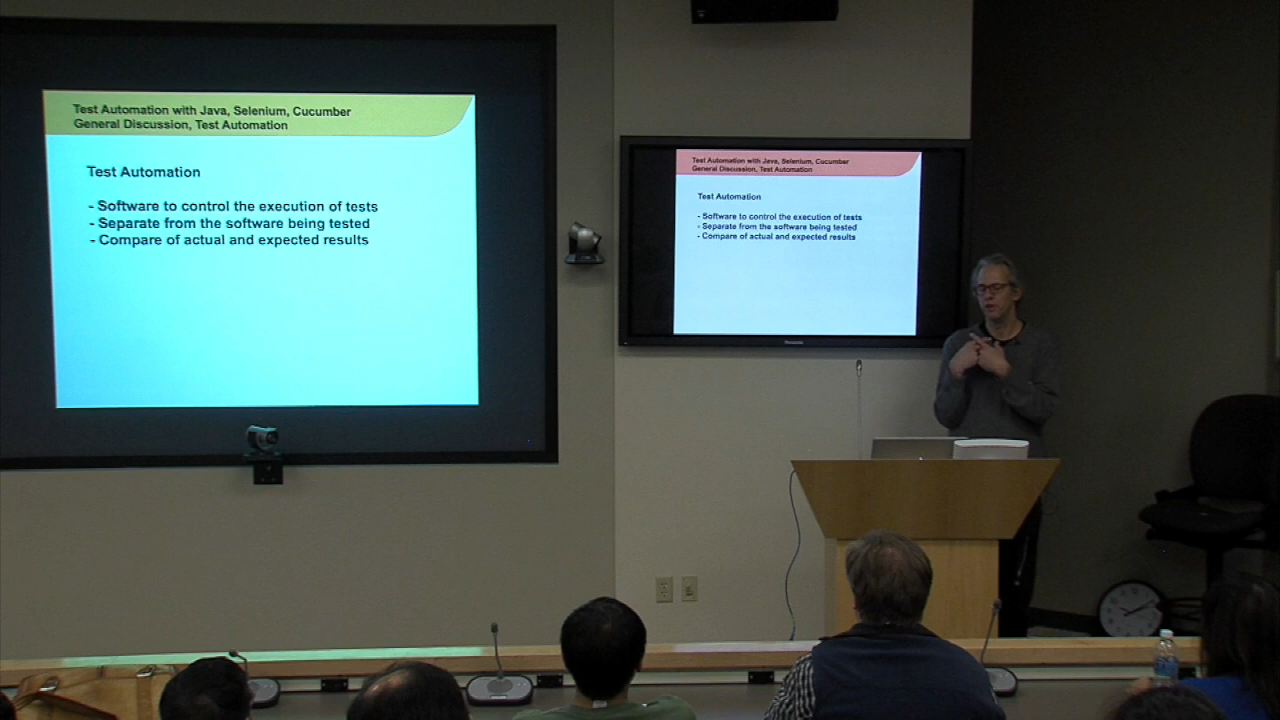 Test Automation with Java, Selenium, Cucumber
General Discussion, Test Automation
Test Automation
- Software to control the execution of tests
- Separate from the software being tested
- Compare of actual and expected results
Test Automation with Java, Selenium, Cucumber
General Discussion, Test Automation
Test Automation
- Software to control the execution of tests
- Separate from the software being tested
- Compare of actual and expected results
Panasonic